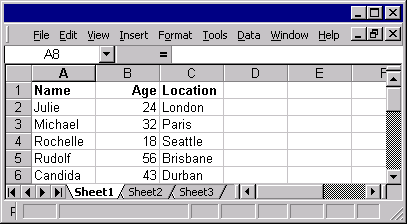 File Edit View Insert Format Tools Data Window Help
A8 =
A B C D E F
1 Name Age Location
2 Julie 24 London
3 Michael 32 Paris
4 Rochelle 18 Seattle
5 Rudolf 56 Brisbane
6 Candida 43 Durban
Sheet1 Sheet2 Sheet3